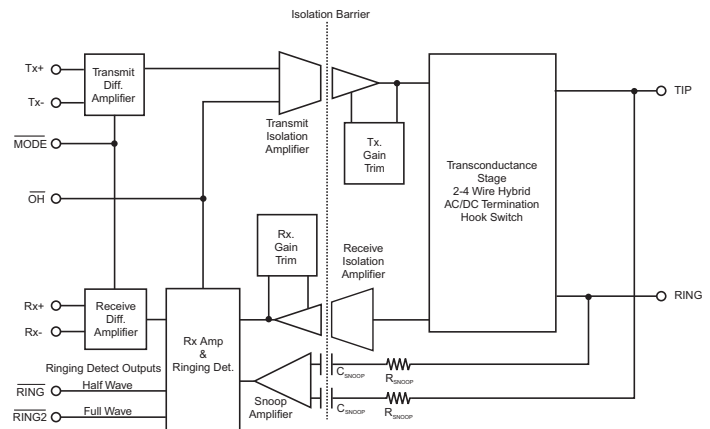 Isolation Barrier
Tx+
Tx-
MODE
OH
Transmit
Diff.
Amplifier
Transmit
Isolation
Amplifier
Tx.
Gain
Trim
Transconductance
Stage
2-4 Wire Hybrid
AC/DC Termination
Hook Switch
TIP
RING
Rx.
Gain
Trim
Receive
Isolation
Amplifier
Rx+
Rx-
Receive
Diff.
Amplifier
Rx Amp
&
Ringing Det.
Ringing Detect Outputs
RING
Half Wave
RING2
Full Wave
Snoop
Amplifier
CSNOOP
RSNOOP
CSNOOP
RSNOOP